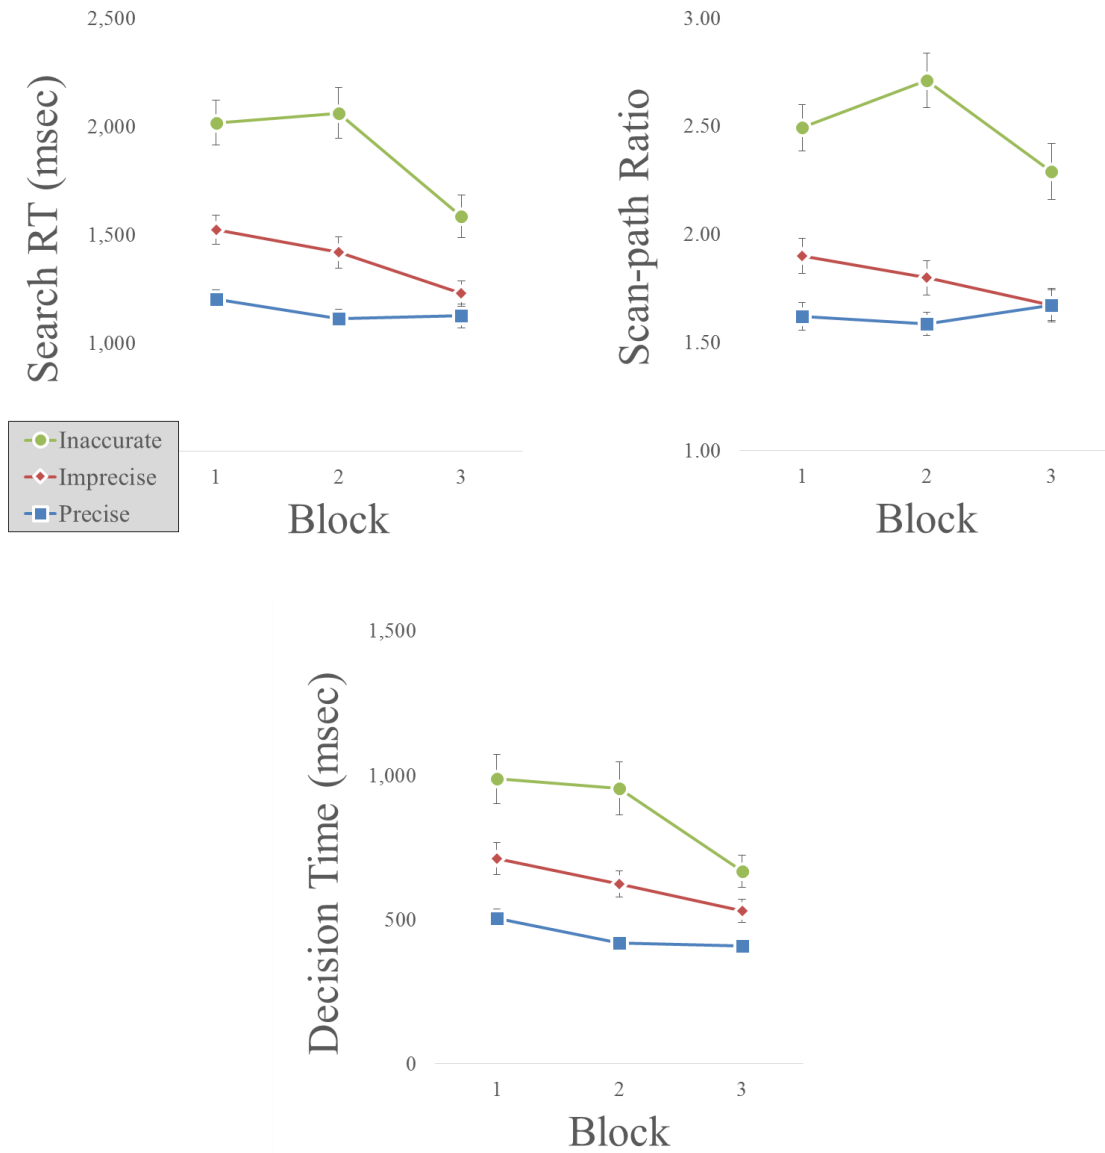 2,500
2,000
1,500
1,000
Search RT (msec)
1 2 3
Block
Inaccurate
Imprecise
Precise
3.00
2.50
2.00
1.50
1.00
Scan-path Ratio
1 2 3
Block
1,500
1,000
500
0
Decision Time (msec)
1 2 3
Block